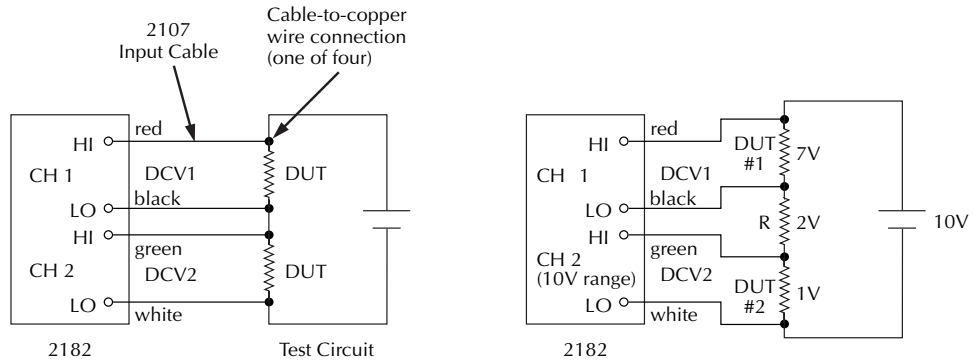 2107
Input Cable
Cable-to-copper
wire connection
(one of four)
red
HI
CH 1
DCV1
DUT
black
LO
HI
green
CH 2
DCV2
DUT
LO
white
2182
Test Circuit
red
HI
DUT
#1
7V
CH 1
DCV1
black
LO
R
2V
10V
HI
green
CH 2
(10V range)
DCV2
DUT
#2
1V
LO
white
2182